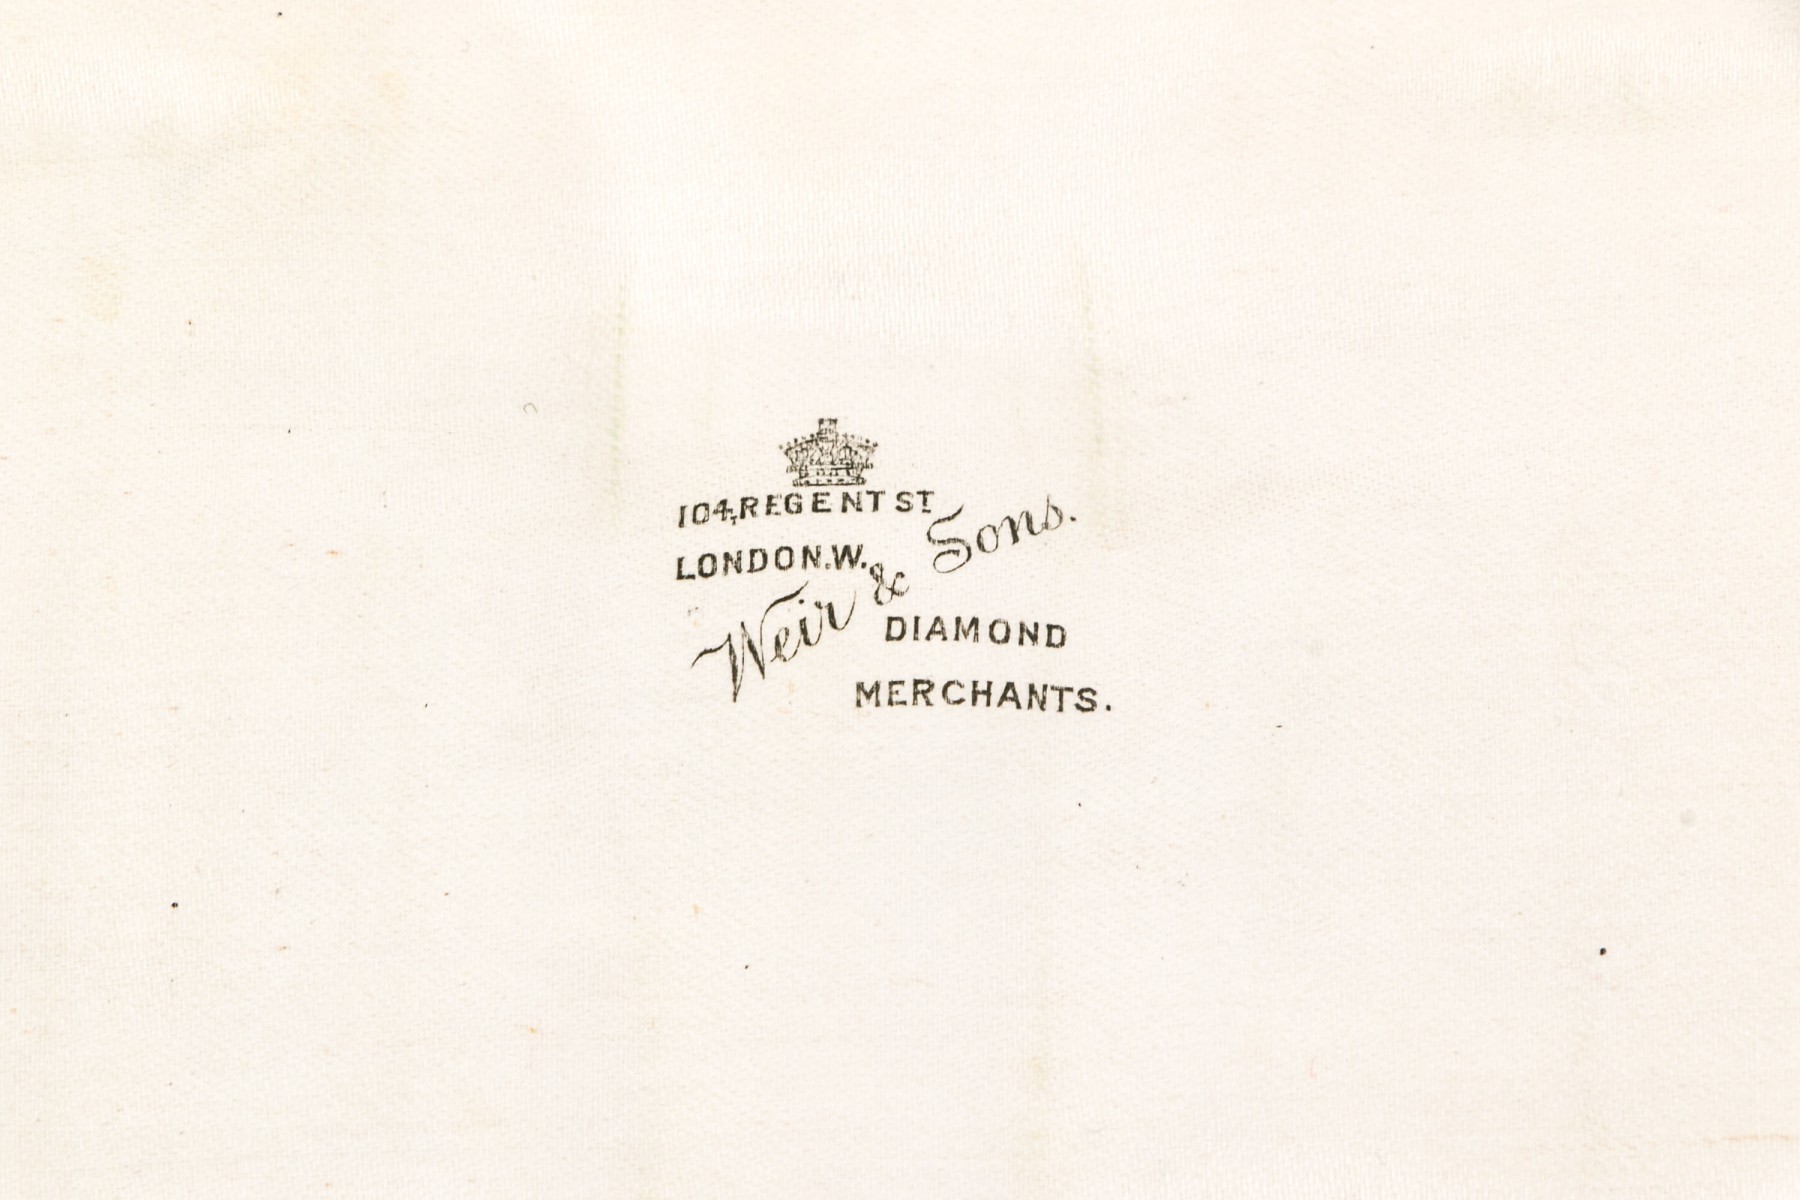 104, REGENT ST
LONDON. W.
Weir & Sons.
DIAMOND
MERCHANTS.